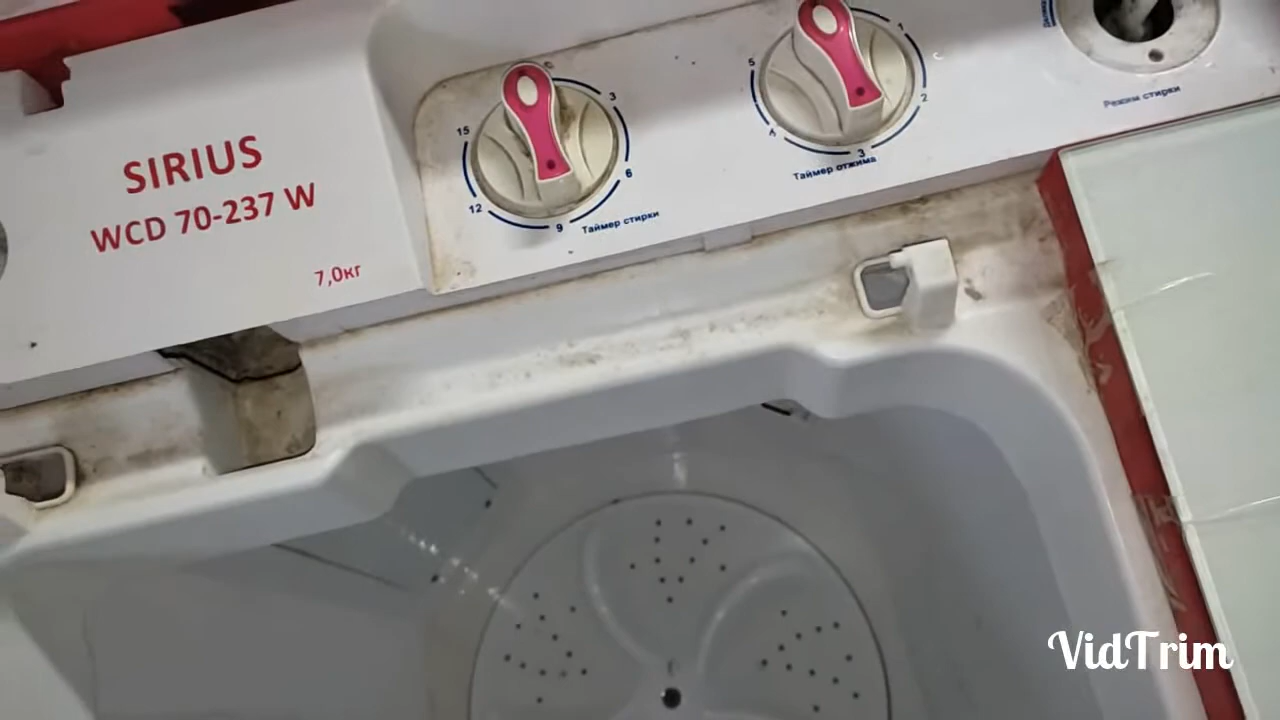 SIRIUS
WCD 70-237 W
7,0кг
0
3
6
9
12
15
Таймер стирки
1
2
3
4
5
Таймер отжима
Режим стирки
VidTrim